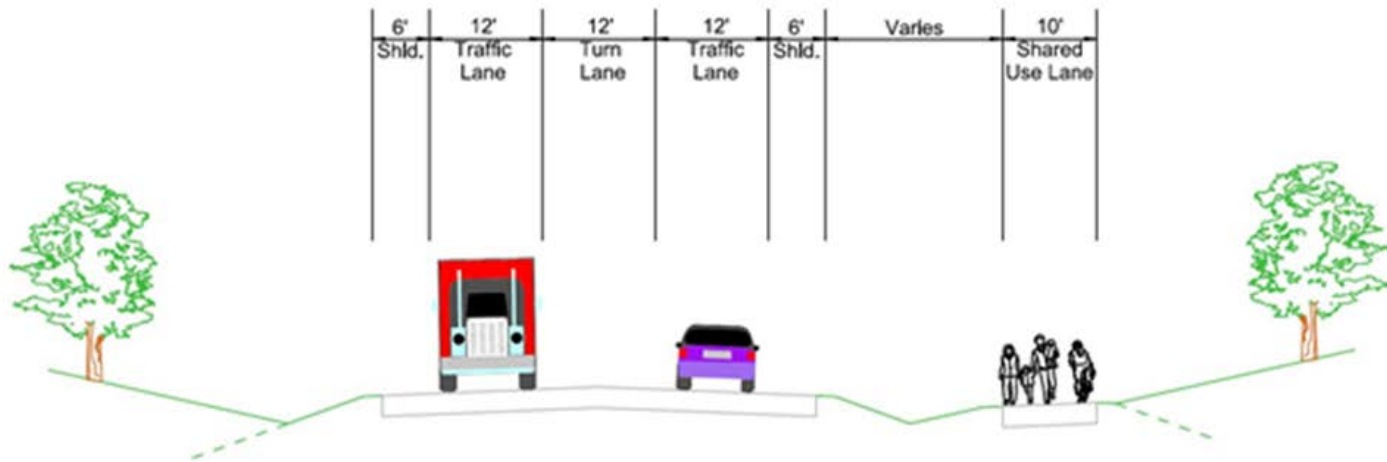 6' 12' 12' 12' 6' Varies 10'
Shld. Traffic Turn Traffic Shld. Shared
Lane Lane Lane Use Lane